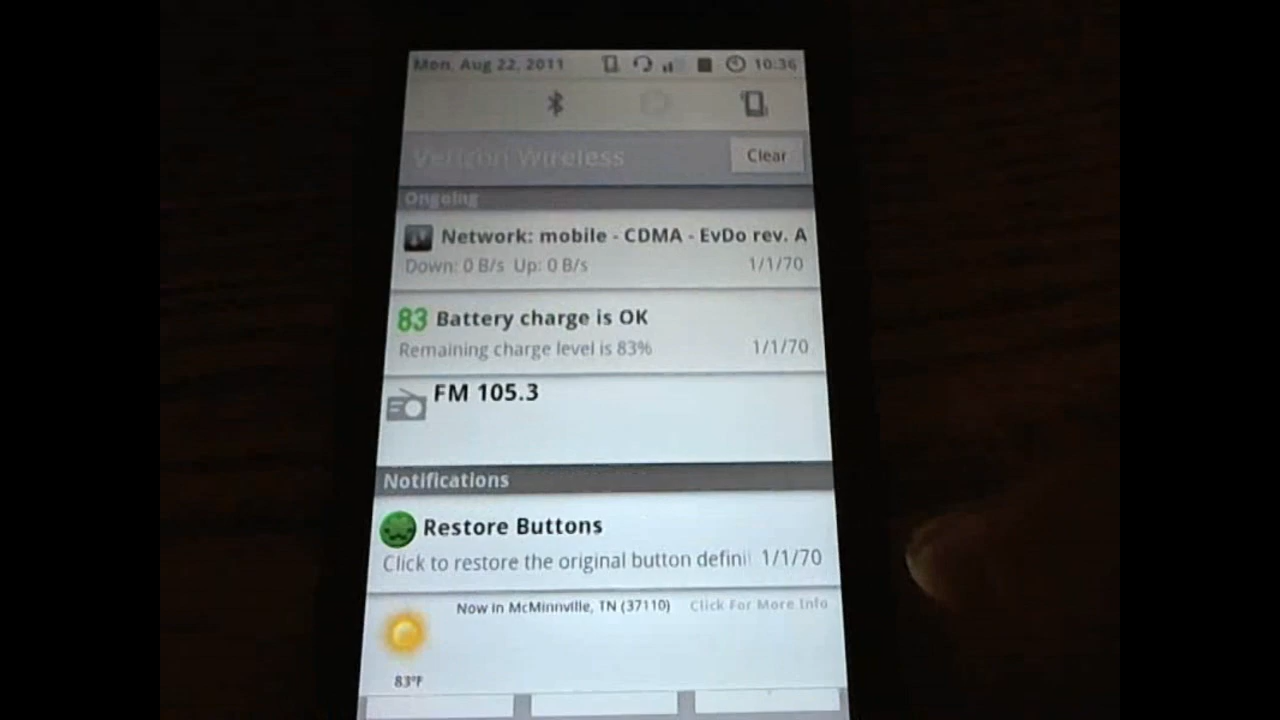 Mon, Aug 22, 2011 10:36
Verizon Wireless Clear
Ongoing
Network: mobile - CDMA - EvDo rev. A
Down: 0 B/s Up: 0 B/s 1/1/70
83 Battery charge is OK
Remaining charge level is 83% 1/1/70
FM 105.3
Notifications
Restore Buttons
Click to restore the original button defini 1/1/70
Now in McMinnville, TN (37110) Click For More Info
83°F